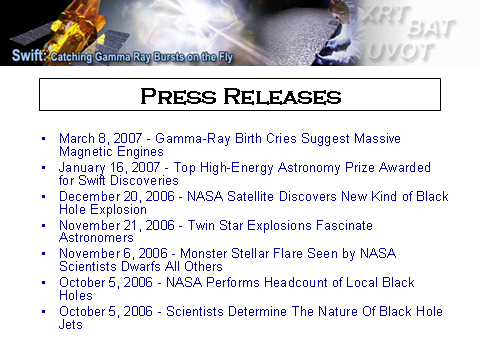 XRT
BAT
UVOT
Swift: Catching Gamma Ray Bursts on the Fly
PRESS RELEASES
• March 8, 2007 - Gamma-Ray Birth Cries Suggest Massive
Magnetic Engines
• January 16, 2007 - Top High-Energy Astronomy Prize Awarded
for Swift Discoveries
• December 20, 2006 - NASA Satellite Discovers New Kind of Black
Hole Explosion
• November 21, 2006 - Twin Star Explosions Fascinate
Astronomers
• November 6, 2006 - Monster Stellar Flare Seen by NASA
Scientists Dwarfs All Others
• October 5, 2006 - NASA Performs Headcount of Local Black
Holes
• October 5, 2006 - Scientists Determine The Nature Of Black Hole
Jets